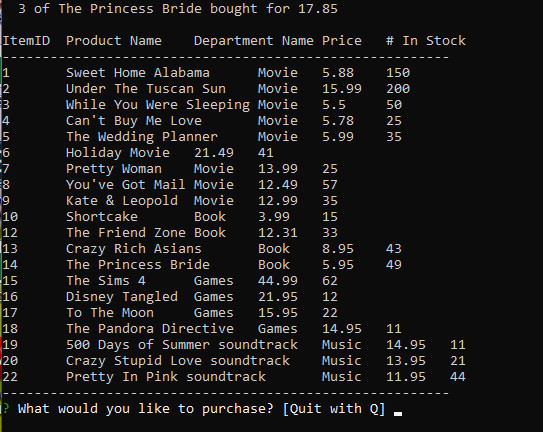 3 of The Princess Bride bought for 17.85
ItemID Product Name Department Name Price # In Stock
--------------------------------------------------------
1 Sweet Home Alabama Movie 5.88 150
2 Under The Tuscan Sun Movie 15.99 200
3 While You Were Sleeping Movie 5.5 50
4 Can't Buy Me Love Movie 5.78 25
5 The Wedding Planner Movie 5.99 35
6 Holiday Movie 21.49 41
7 Pretty Woman Movie 13.99 25
8 You've Got Mail Movie 12.49 57
9 Kate & Leopold Movie 12.99 35
10 Shortcake Book 3.99 15
12 The Friend Zone Book 12.31 33
13 Crazy Rich Asians Book 8.95 43
14 The Princess Bride Book 5.95 49
15 The Sims 4 Games 44.99 62
16 Disney Tangled Games 21.95 12
17 To The Moon Games 15.95 22
18 The Pandora Directive Games 14.95 11
19 500 Days of Summer soundtrack Music 14.95 11
20 Crazy Stupid Love soundtrack Music 13.95 21
22 Pretty In Pink soundtrack Music 11.95 44
--------------------------------------------------------
? What would you like to purchase? [Quit with Q]